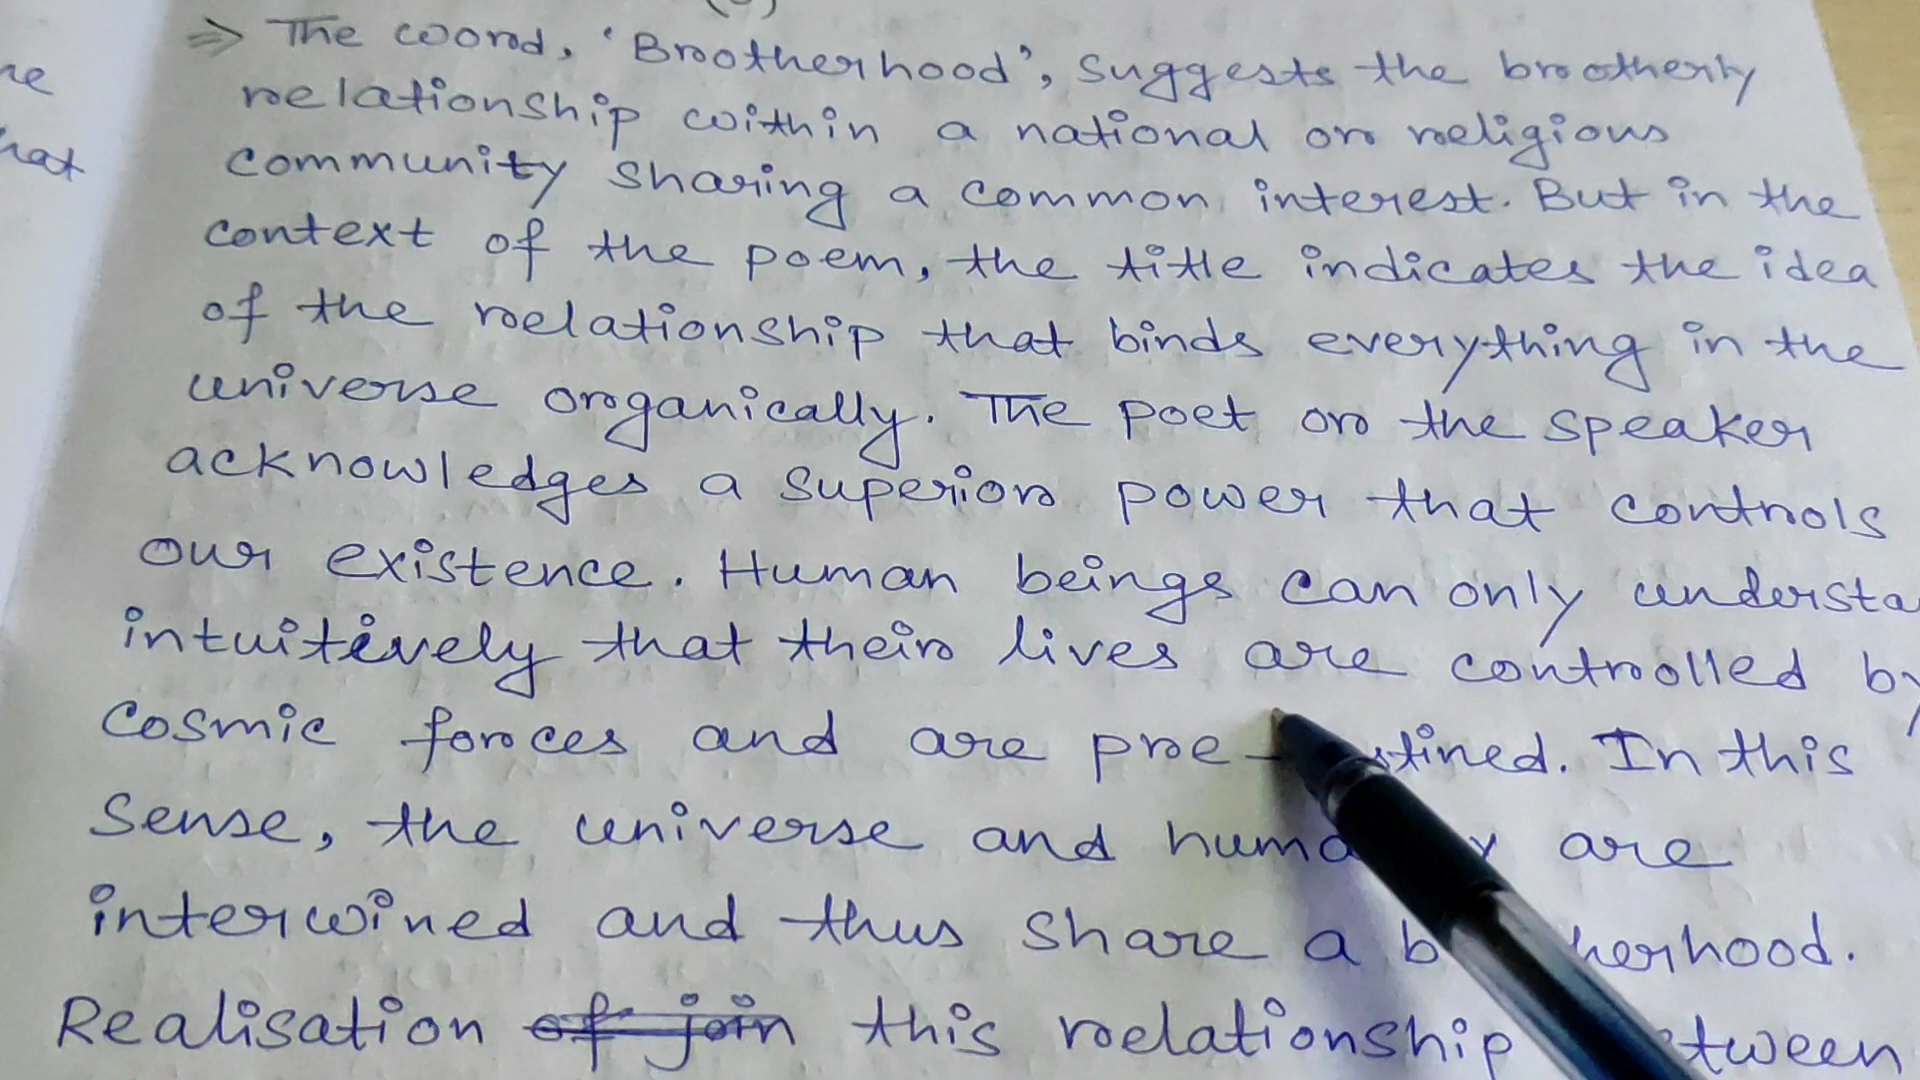 ⇒ The word, 'Brotherhood', suggests the brotherly
relationship within a national or religious
community sharing a common interest. But in the
context of the poem, the title indicates the idea
of the relationship that binds everything in the
universe organically. The poet or the speaker
acknowledges a superior power that controls
our existence. Human beings can only understa
intuitively that their lives are controlled by
cosmic forces and are pre- stined. In this
sense, the universe and huma y are
interwined and thus share a b herhood.
Realisation of join this relationship tween